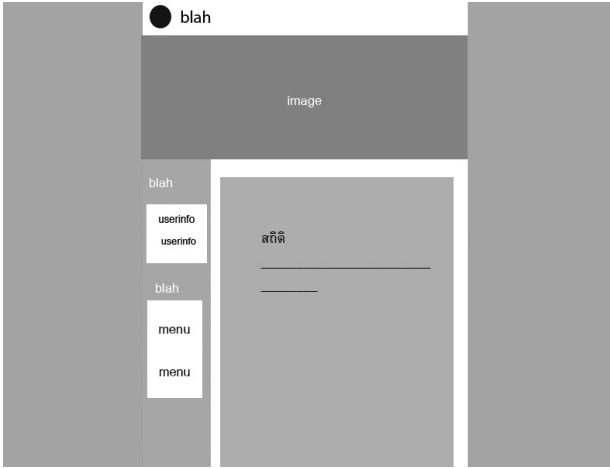 blah
image
blah
userinfo
userinfo
blah
menu
menu
สถิติ